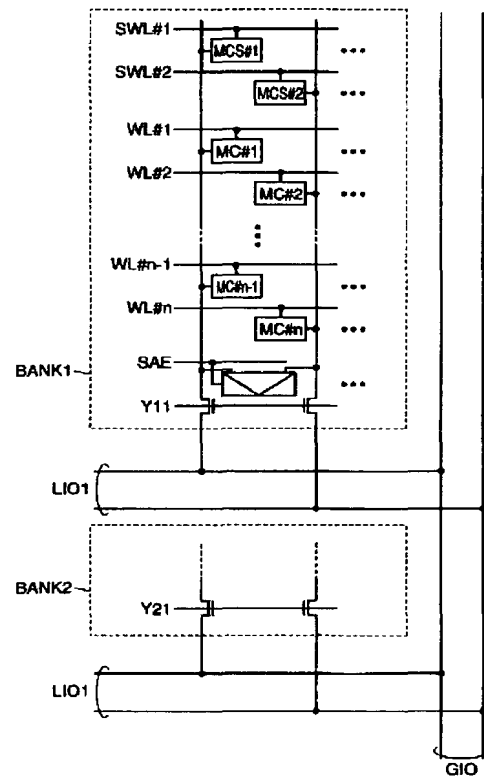 SWL#1
MCS#1
SWL#2
MCS#2
WL#1
MC#1
WL#2
MC#2
WL#n-1
MC#n-1
WL#n
MC#n
SAE
BANK1
Y11
LIO1
BANK2
Y21
LIO1
GIO